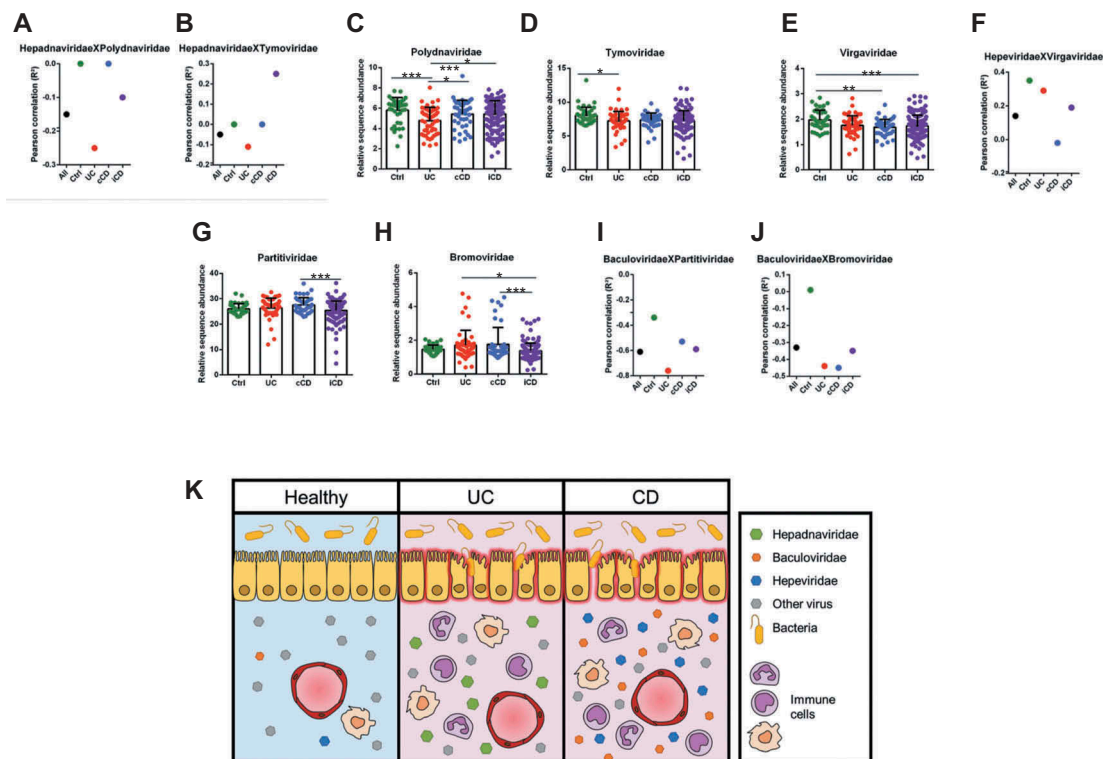 A
HepadnaviridaeXPolydnaviridae
Pearson correlation (R²)
0.0
-0.1
-0.2
-0.3
All
Ctrl
UC
cCD
iCD
B
HepadnaviridaeXTymoviridae
Pearson correlation (R²)
0.3
0.2
0.1
0.0
-0.1
-0.2
All
Ctrl
UC
cCD
iCD
C
Polydnaviridae
Relative sequence abundance
10
8
6
4
2
0
***
***
*
*
Ctrl
UC
cCD
iCD
D
Tymoviridae
Relative sequence abundance
15
10
5
0
*
Ctrl
UC
cCD
iCD
E
Virgaviridae
Relative sequence abundance
4
3
2
1
0
***
**
Ctrl
UC
cCD
iCD
F
HepeviridaeXVirgaviridae
Pearson correlation (R²)
0.4
0.2
0.0
-0.2
All
Ctrl
UC
cCD
iCD
G
Partitiviridae
Relative sequence abundance
40
30
20
10
0
***
Ctrl
UC
cCD
iCD
H
Bromoviridae
Relative sequence abundance
6
4
2
0
*
***
Ctrl
UC
cCD
iCD
I
BaculoviridaeXPartitiviridae
Pearson correlation (R²)
0.0
-0.2
-0.4
-0.6
-0.8
All
Ctrl
UC
cCD
iCD
J
BaculoviridaeXBromoviridae
Pearson correlation (R²)
0.1
0.0
-0.1
-0.2
-0.3
-0.4
-0.5
All
Ctrl
UC
cCD
iCD
K
Healthy
UC
CD
Hepadnaviridae
Baculoviridae
Hepeviridae
Other virus
Bacteria
Immune
cells